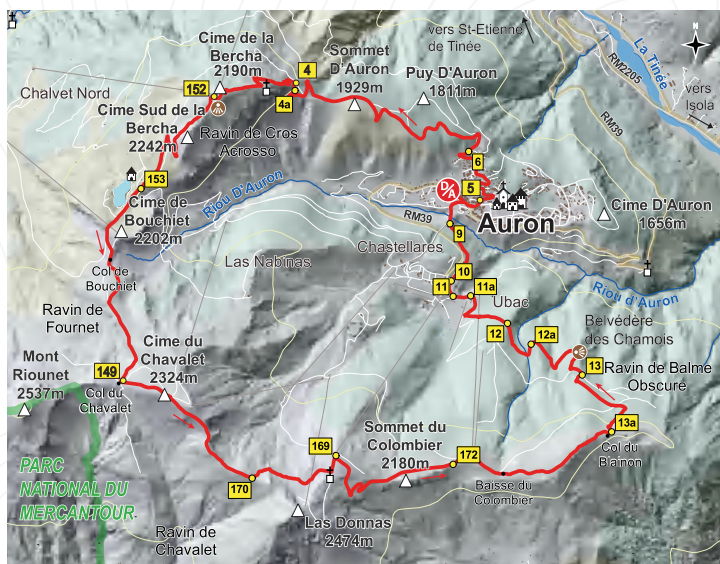 Cime de la
Bercha
2190m
4
Sommet
D'Auron
1929m
vers St-Etienne
de Tinée
La Tinée
RM2205
N
vers
Isola
152
4a
Puy D'Auron
1811m
Chalvet Nord
Cime Sud de la
Bercha
2242m
Ravin de Cros
Acrosso
RM39
6
153
D/A
5
Auron
Cime de
Bouchiet
2202m
Riou D'Auron
RM39
9
Cime D'Auron
1656m
Chastellares
Col de
Bouchiet
Las Nabinas
10
11
11a
Riou d'Auron
Ubac
Ravin de
Fournet
12
12a
Belvédère
des Chamois
Cime du
Chavalet
2324m
Mont
Riounet
2537m
149
Col du
Chavalet
13
Ravin de Balme
Obscure
Sommet du
Colombier
2180m
13a
Col du
Blainon
169
172
PARC
NATIONAL DU
MERCANTOUR
170
Baisse du
Colombier
Ravin de
Chavalet
Las Donnas
2474m